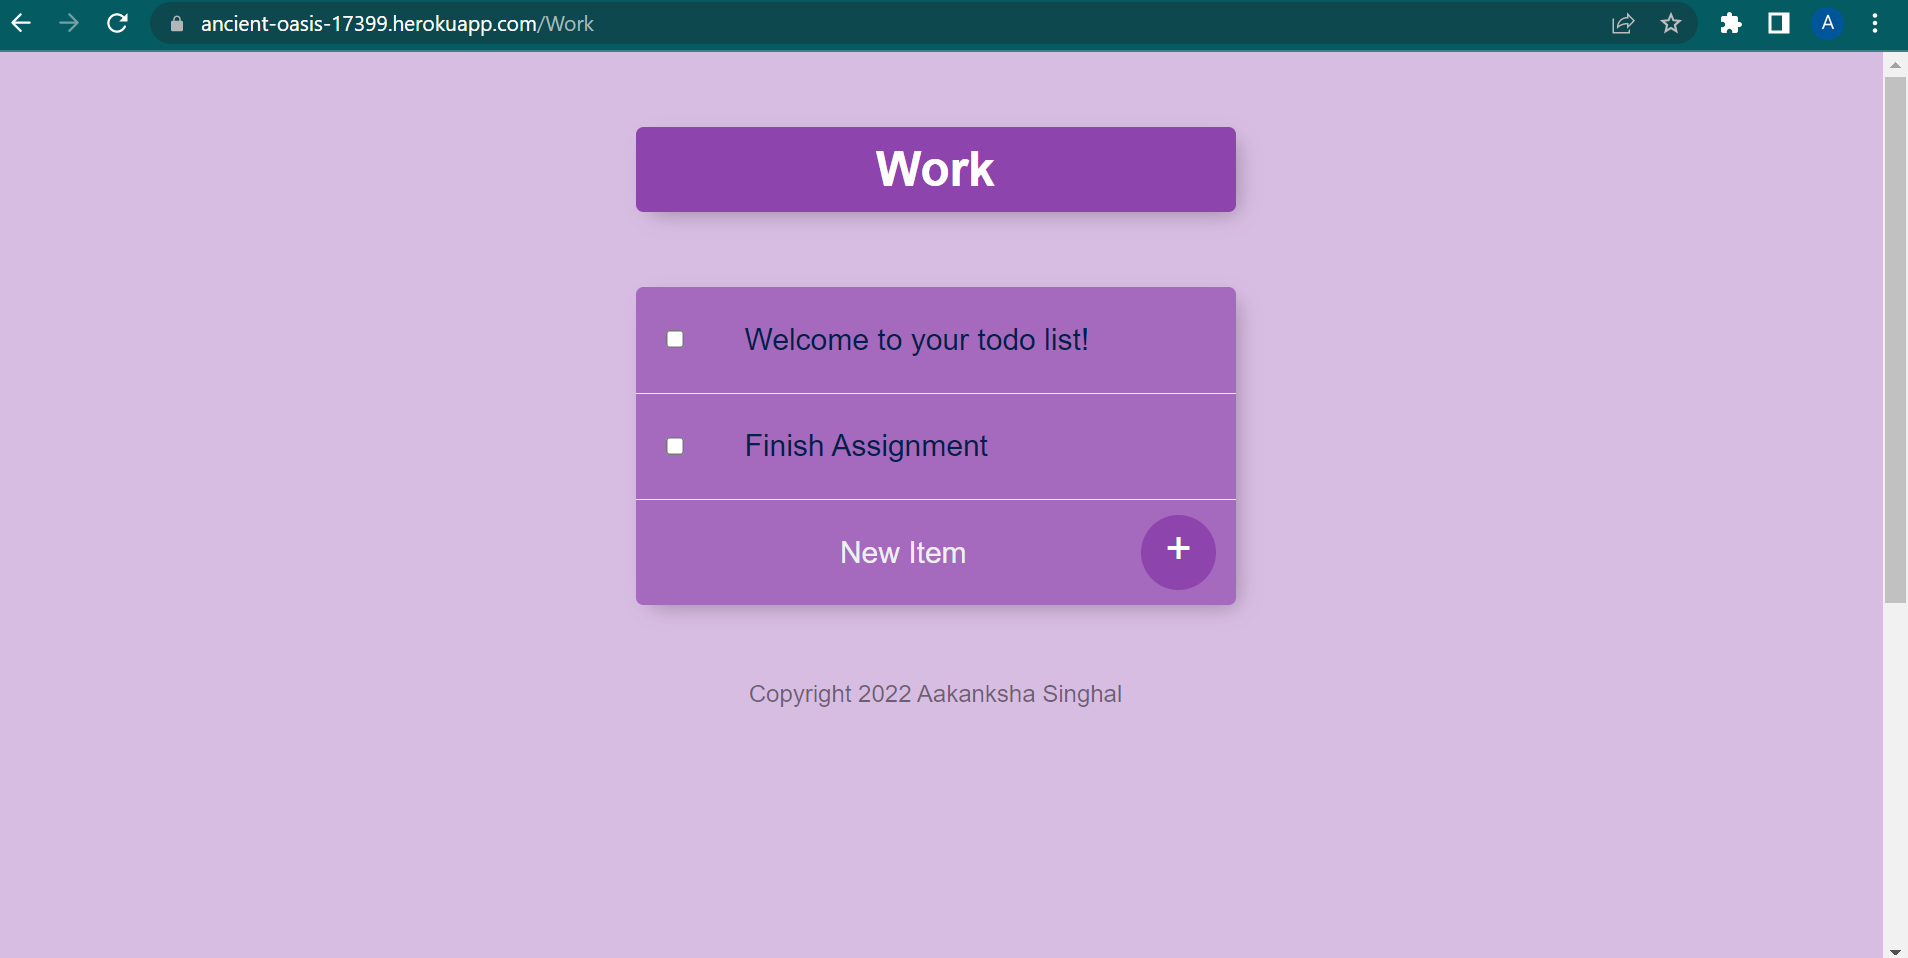 ancient-oasis-17399.herokuapp.com/Work
A
Work
Welcome to your todo list!
Finish Assignment
New Item
+
Copyright 2022 Aakanksha Singhal